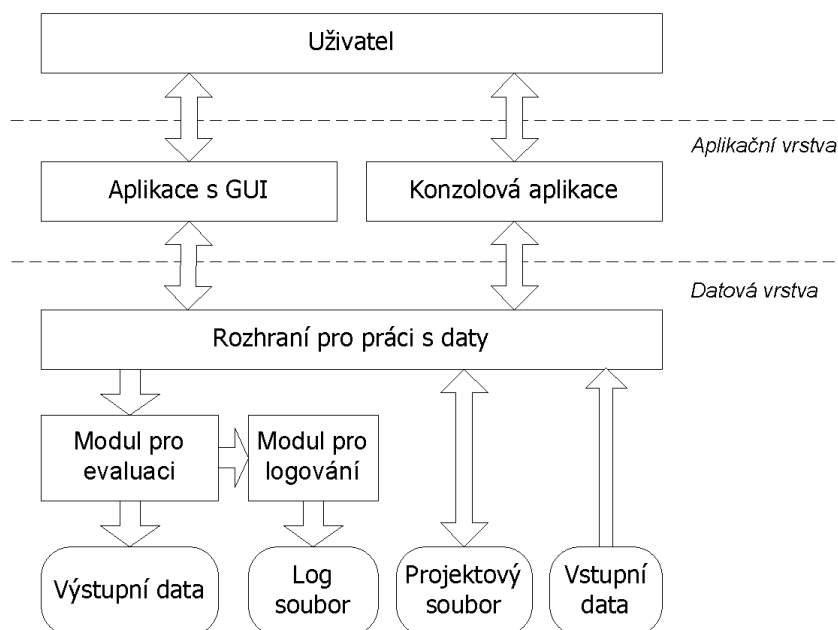 Uživatel
Aplikační vrstva
Aplikace s GUI
Konzolová aplikace
Datová vrstva
Rozhraní pro práci s daty
Modul pro
evaluaci
Modul pro
logování
Výstupní data
Log
soubor
Projektový
soubor
Vstupní
data